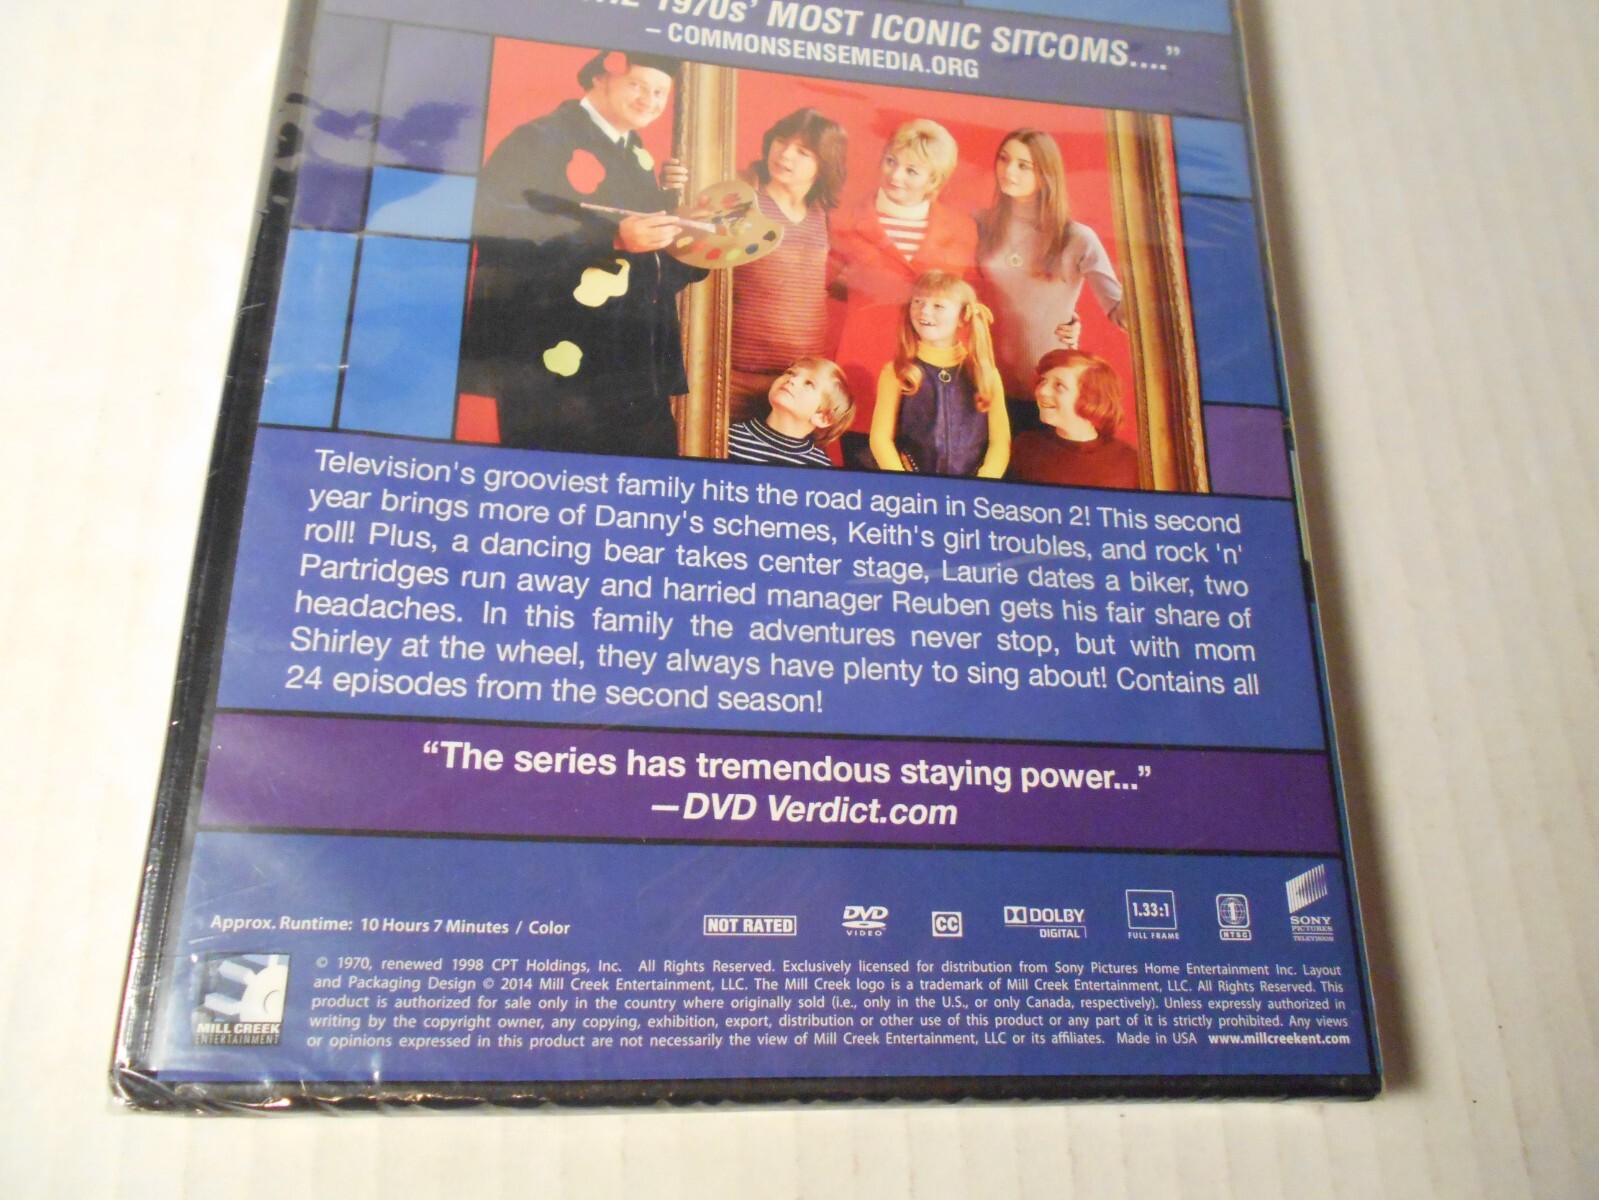 1970s' MOST ICONIC SITCOMS...."
– COMMONSENSEMEDIA.ORG
Television's grooviest family hits the road again in Season 2! This second
year brings more of Danny's schemes, Keith's girl troubles, and rock 'n'
roll! Plus, a dancing bear takes center stage, Laurie dates a biker, two
Partridges run away and harried manager Reuben gets his fair share of
headaches. In this family the adventures never stop, but with mom
Shirley at the wheel, they always have plenty to sing about! Contains all
24 episodes from the second season!
“The series has tremendous staying power...”
—DVD Verdict.com
Approx. Runtime: 10 Hours 7 Minutes / Color
NOT RATED
DVD
VIDEO
CC
DOLBY
DIGITAL
1.33:1
FULL FRAME
1
NTSC
SONY
PICTURES
TELEVISION
MILL CREEK
ENTERTAINMENT
© 1970, renewed 1998 CPT Holdings, Inc. All Rights Reserved. Exclusively licensed for distribution from Sony Pictures Home Entertainment Inc. Layout
and Packaging Design © 2014 Mill Creek Entertainment, LLC. The Mill Creek logo is a trademark of Mill Creek Entertainment, LLC. All Rights Reserved. This
product is authorized for sale only in the country where originally sold (i.e., only in the U.S., or only Canada, respectively). Unless expressly authorized in
writing by the copyright owner, any copying, exhibition, export, distribution or other use of this product or any part of it is strictly prohibited. Any views
or opinions expressed in this product are not necessarily the view of Mill Creek Entertainment, LLC or its affiliates. Made in USA www.millcreekent.com